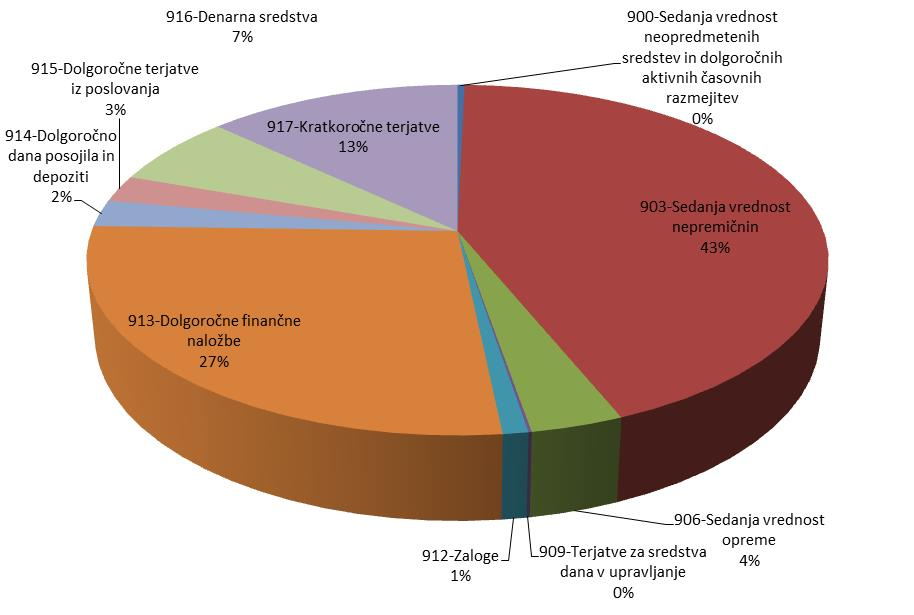 916-Denarna sredstva
7%
900-Sedanja vrednost
neopredmetenih
sredstev in dolgoročnih
aktivnih časovnih
razmejitev
0%
915-Dolgoročne terjatve
iz poslovanja
3%
914-Dolgoročno
dana posojila in
depoziti
2%
917-Kratkoročne terjatve
13%
903-Sedanja vrednost
nepremičnin
43%
913-Dolgoročne finančne
naložbe
27%
906-Sedanja vrednost
opreme
4%
912-Zaloge
1%
909-Terjatve za sredstva
dana v upravljanje
0%